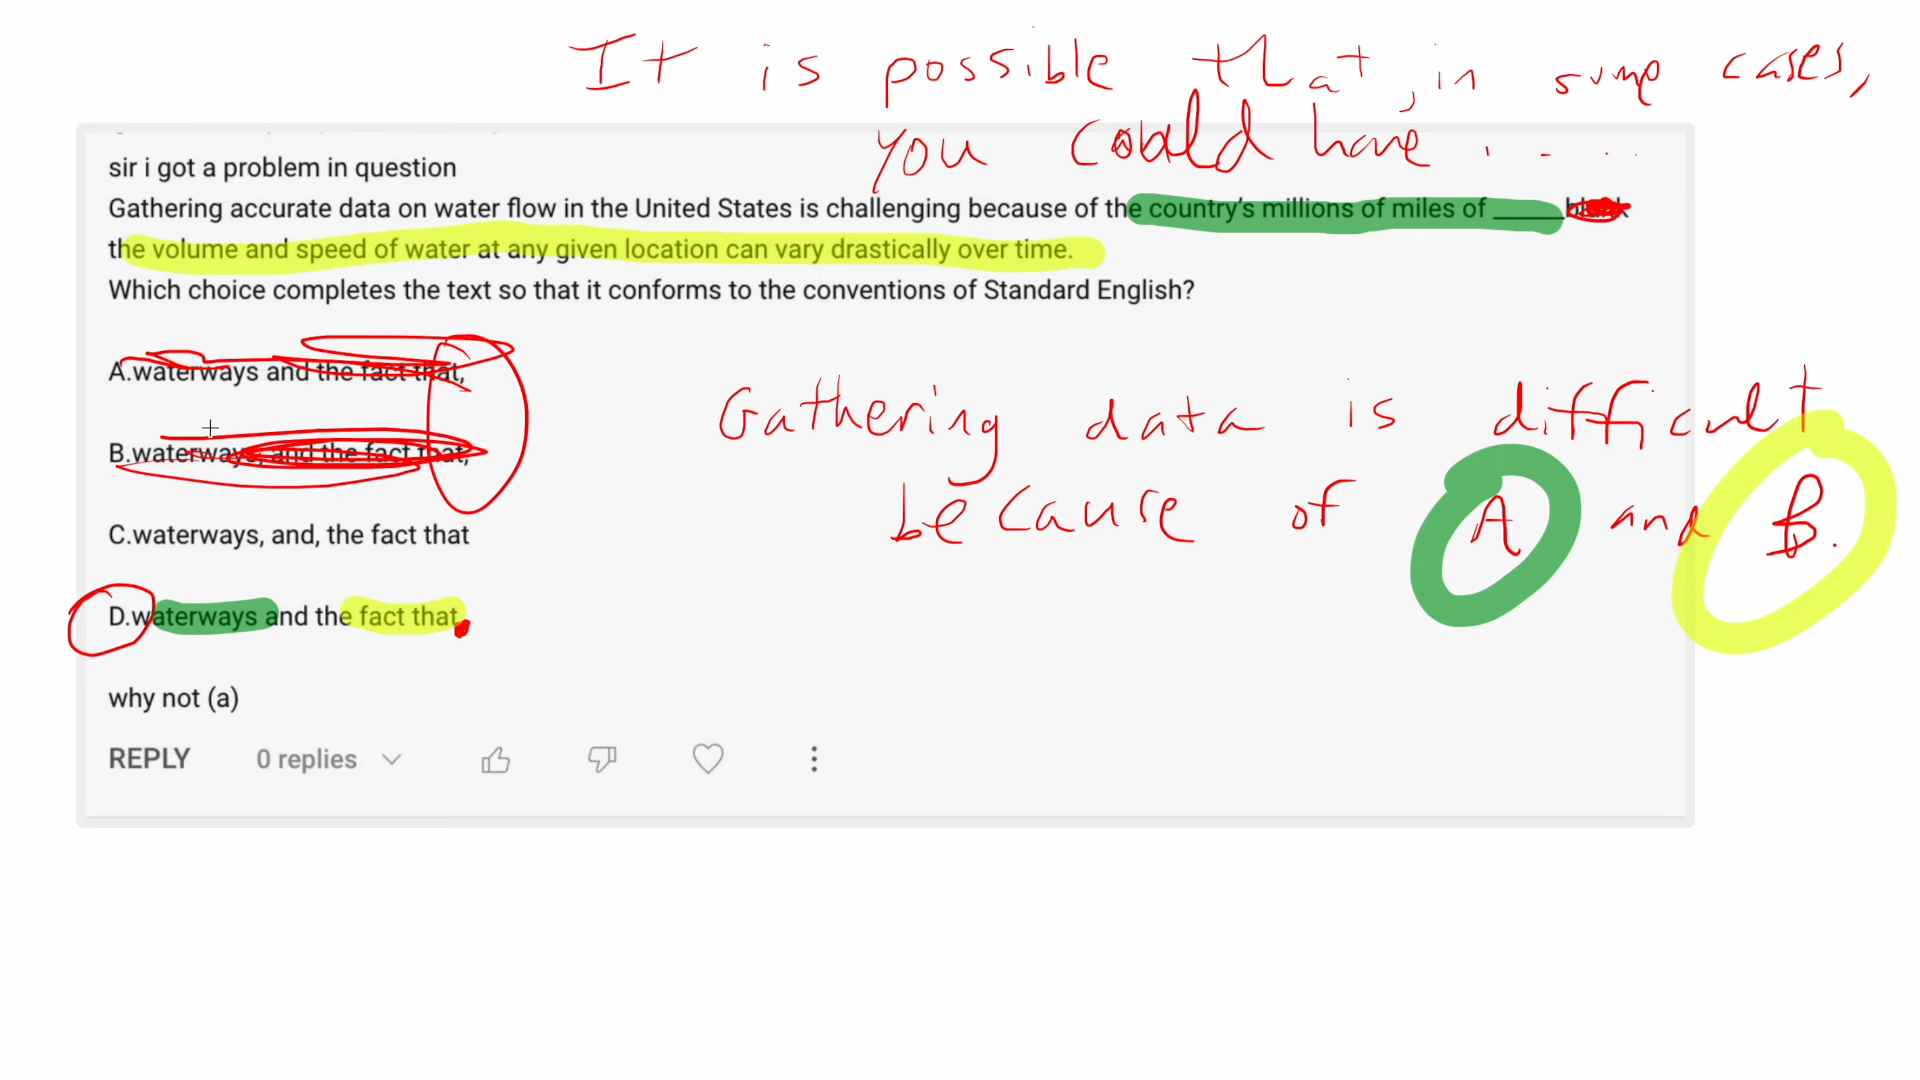 It is possible that, in some cases,
you could have . . . .
sir i got a problem in question
Gathering accurate data on water flow in the United States is challenging because of the country's millions of miles of _____blank
the volume and speed of water at any given location can vary drastically over time.
Which choice completes the text so that it conforms to the conventions of Standard English?
A.waterways and the fact that,
B.waterways, and the fact that,
C.waterways, and, the fact that
D.waterways and the fact that
Gathering data is difficult
because of A and B.
why not (a)
REPLY 0 replies